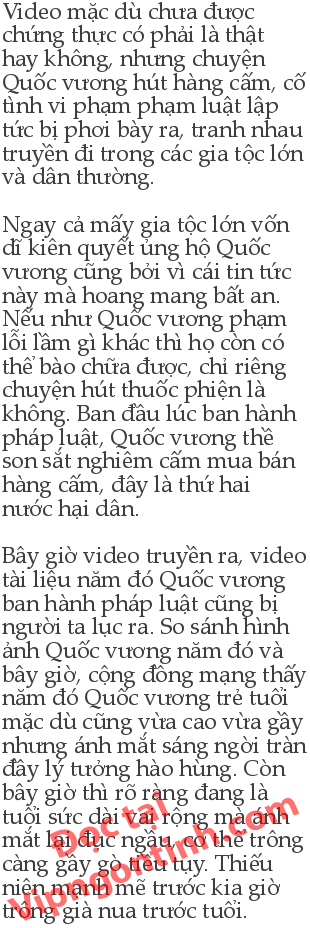 Video mặc dù chưa được
chứng thực có phải là thật
hay không, nhưng chuyện
Quốc vương hút hàng cấm, cố
tình vi phạm phạm luật lập
tức bị phơi bày ra, tranh nhau
truyền đi trong các gia tộc lớn
và dân thường.
Ngay cả mấy gia tộc lớn vốn
dĩ kiên quyết ủng hộ Quốc
vương cũng bởi vì cái tin tức
này mà hoang mang bất an.
Nếu như Quốc vương phạm
lỗi lầm gì khác thì họ còn có
thể bào chữa được, chỉ riêng
chuyện hút thuốc phiện là
không. Ban đầu lúc ban hành
pháp luật, Quốc vương thề
son sắt nghiêm cấm mua bán
hàng cấm, đây là thứ hai
nước hại dân.
Bây giờ video truyền ra, video
tài liệu năm đó Quốc vương
ban hành pháp luật cũng bị
người ta lục ra. So sánh hình
ảnh Quốc vương năm đó và
bây giờ, cộng đồng mạng thấy
năm đó Quốc vương trẻ tuổi
mặc dù cũng vừa cao vừa gầy
nhưng ánh mắt sáng ngời tràn
đầy lý tưởng hào hùng. Còn
bây giờ thì rõ ràng đang là
tuổi sức dài vai rộng mà ánh
mắt lại đục ngầu, cơ thể trông
càng gầy gò tiều tụy. Thiếu
niên mạnh mẽ trước kia giờ
trông già nua trước tuổi.
Đọc tại
Vipngontinh.com